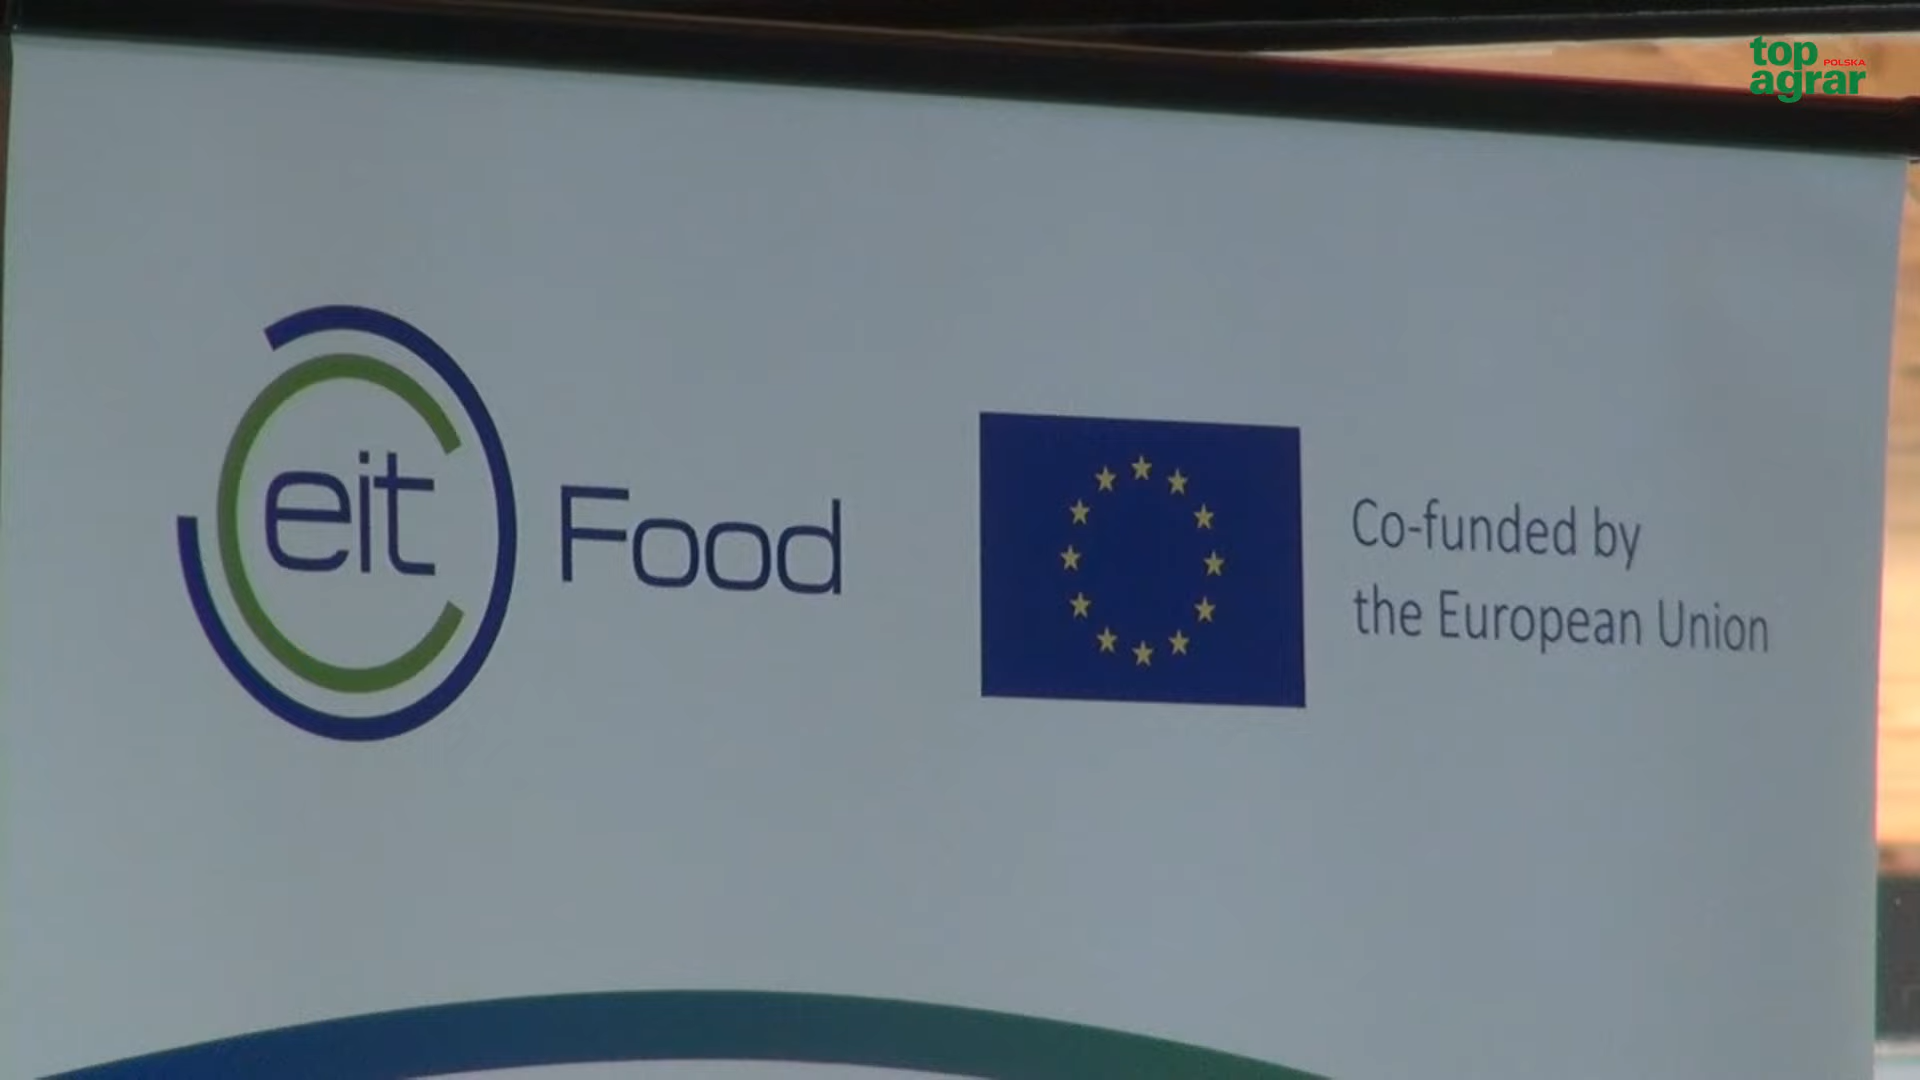 top
POLSKA
agrar
eit Food
Co-funded by
the European Union